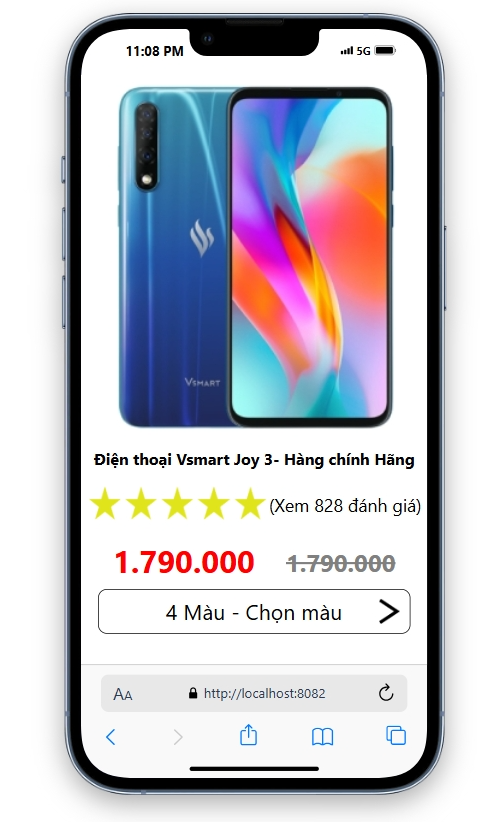 11:08 PM 5G
VSMART
Điện thoại Vsmart Joy 3- Hàng chính Hãng
(Xem 828 đánh giá)
1.790.000 1.790.000
4 Màu - Chọn màu
AA http://localhost:8082